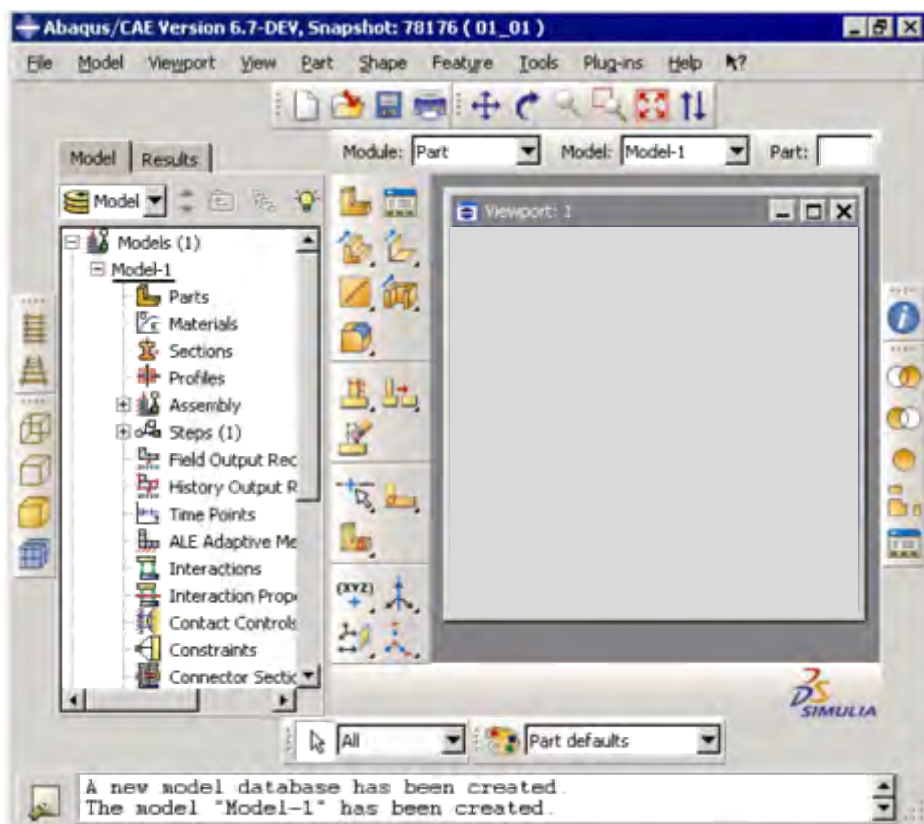 Abaqus/CAE Version 6.7-DEV, Snapshot: 78176 ( 01_01 )
File Model Viewport View Part Shape Feature Tools Plug-ins Help ?
Module: Part Model: Model-1 Part:
Model Results
Model
Viewport: 1
Models (1)
Model-1
Parts
Materials
Sections
Profiles
Assembly
Steps (1)
Field Output Rec
History Output R
Time Points
ALE Adaptive Me
Interactions
Interaction Prop
Contact Controls
Constraints
Connector Sectio
(XYZ)
DS
SIMULIA
All Part defaults
A new model database has been created.
The model "Model-1" has been created.